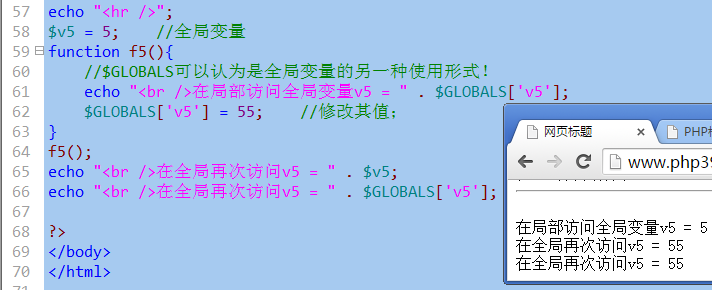 57 echo "<hr />";
58 $v5 = 5;    //全局变量
59 function f5(){
60     //$GLOBALS可以认为是全局变量的另一种使用形式！
61     echo "<br />在局部访问全局变量v5 = " . $GLOBALS['v5'];
62     $GLOBALS['v5'] = 55;    //修改其值；
63 }
64 f5();
65 echo "<br />在全局再次访问v5 = " . $v5;
66 echo "<br />在全局再次访问v5 = " . $GLOBALS['v5'];
67
68 ?>
69 </body>
70 </html>
网页标题
www.php39
在局部访问全局变量v5 = 5
在全局再次访问v5 = 55
在全局再次访问v5 = 55